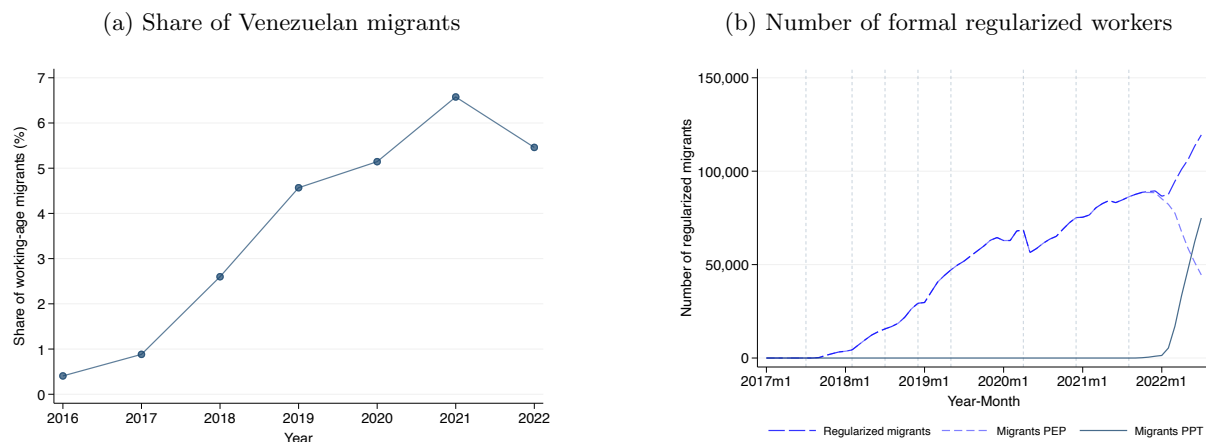 (a) Share of Venezuelan migrants
Share of working-age migrants (%)
7
6
5
4
3
2
1
0
2016 2017 2018 2019 2020 2021 2022
Year
(b) Number of formal regularized workers
Number of regularized migrants
150,000
100,000
50,000
0
2017m1 2018m1 2019m1 2020m1 2021m1 2022m1
Year-Month
Regularized migrants Migrants PEP Migrants PPT